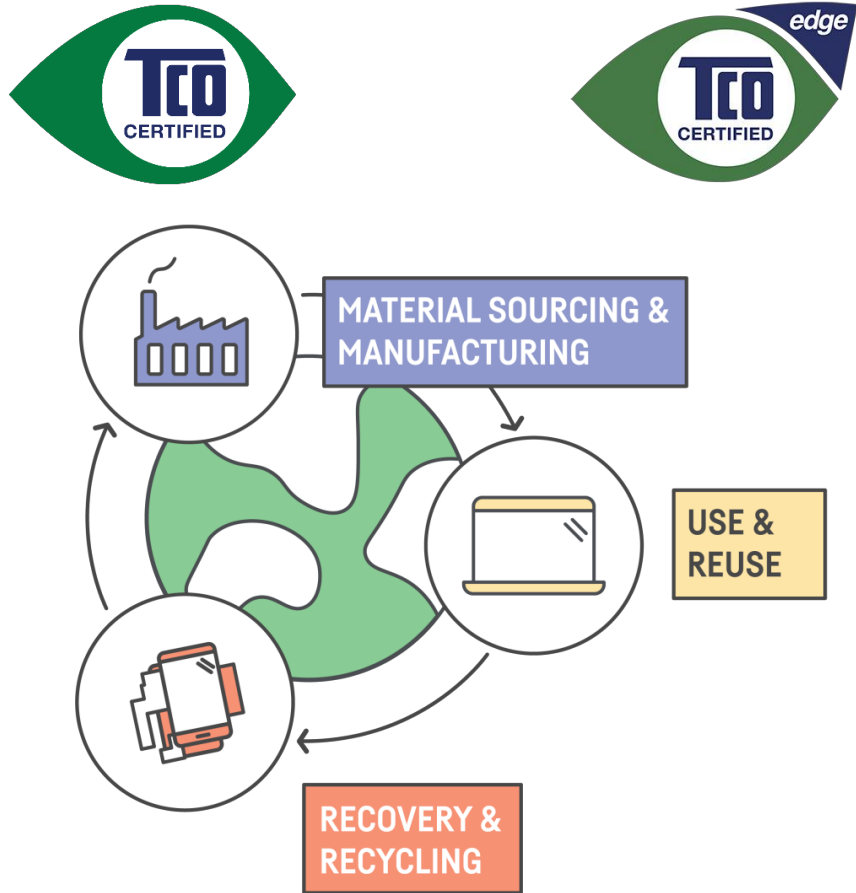 TCO
CERTIFIED
edge
TCO
CERTIFIED
MATERIAL SOURCING &
MANUFACTURING
USE &
REUSE
RECOVERY &
RECYCLING